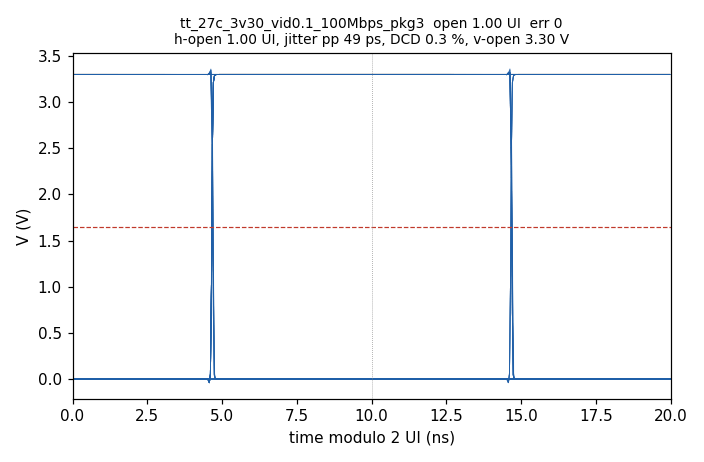 tt_27c_3v30_vid0.1_100Mbps_pkg3  open 1.00 UI  err 0
h-open 1.00 UI, jitter pp 49 ps, DCD 0.3 %, v-open 3.30 V
3.5
3.0
2.5
2.0
1.5
1.0
0.5
0.0
V (V)
0.0 2.5 5.0 7.5 10.0 12.5 15.0 17.5 20.0
time modulo 2 UI (ns)